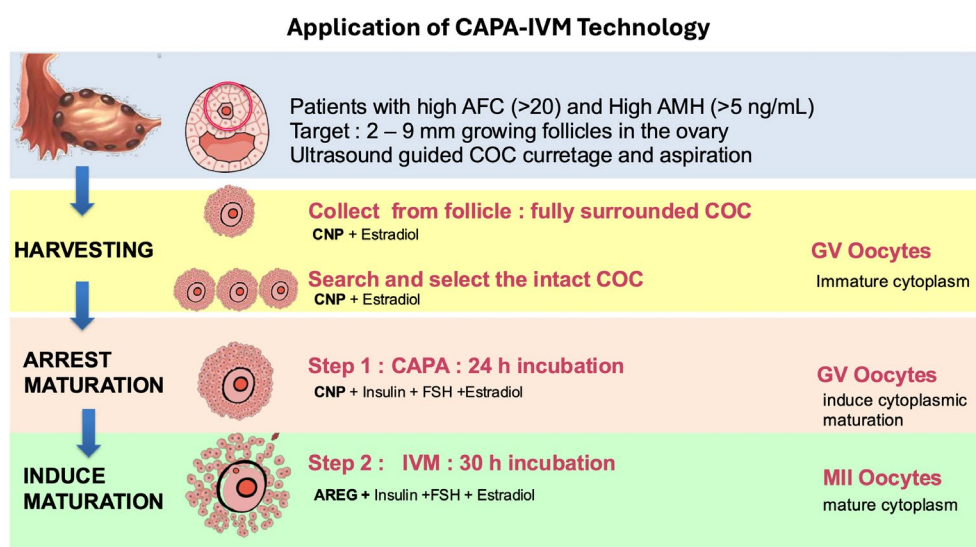 Application of CAPA-IVM Technology
Patients with high AFC (>20) and High AMH (>5 ng/mL)
Target : 2 – 9 mm growing follicles in the ovary
Ultrasound guided COC curretage and aspiration
HARVESTING
Collect from follicle : fully surrounded COC
CNP + Estradiol
Search and select the intact COC
CNP + Estradiol
GV Oocytes
Immature cytoplasm
ARREST
MATURATION
Step 1 : CAPA : 24 h incubation
CNP + Insulin + FSH +Estradiol
GV Oocytes
induce cytoplasmic
maturation
INDUCE
MATURATION
Step 2 : IVM : 30 h incubation
AREG + Insulin +FSH + Estradiol
MII Oocytes
mature cytoplasm